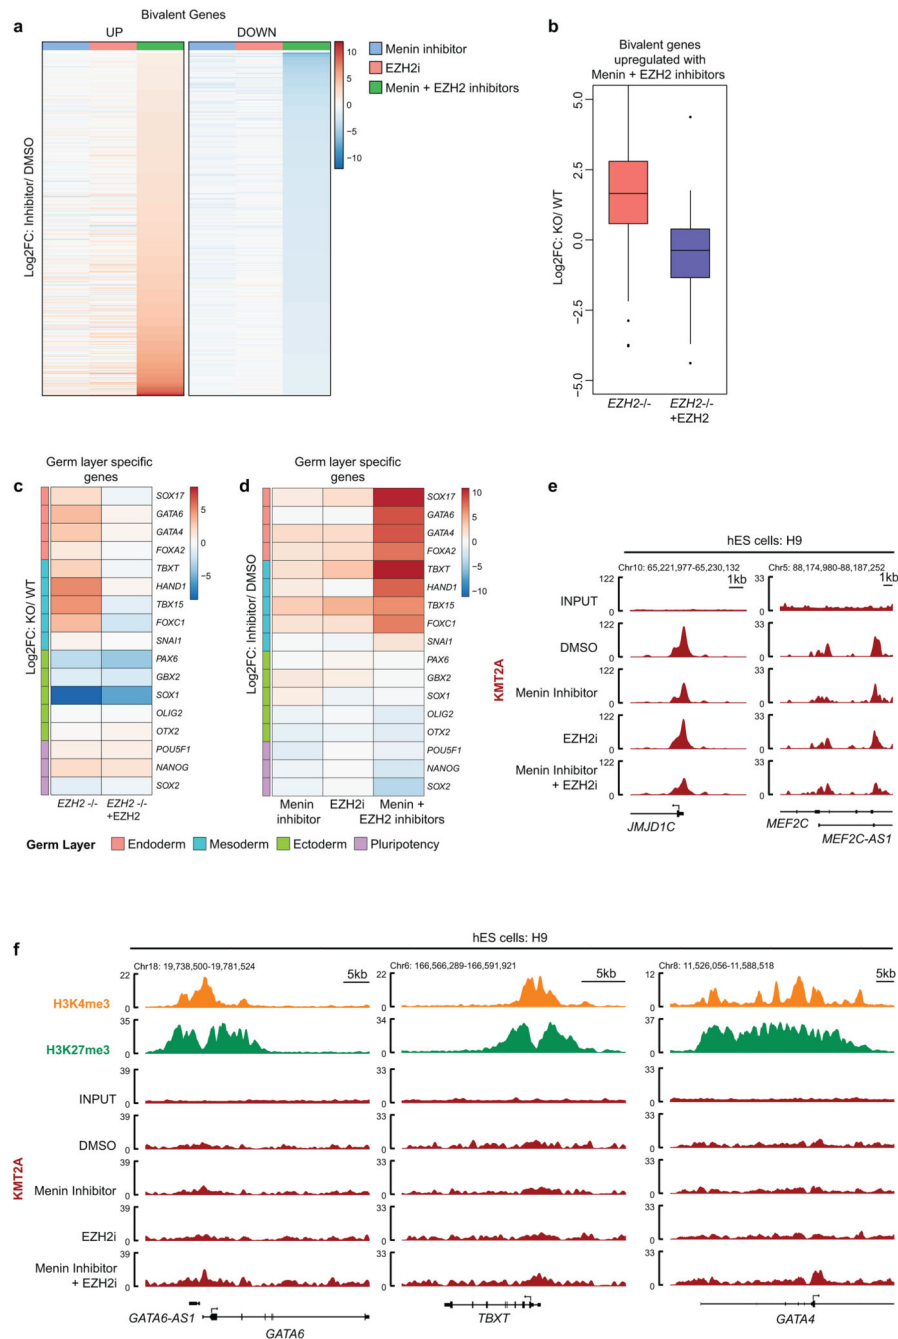 a
Bivalent Genes
UP
DOWN
Log2FC: Inhibitor/ DMSO
10
5
0
−5
−10
Menin inhibitor
EZH2i
Menin + EZH2 inhibitors
b
Bivalent genes
upregulated with
Menin + EZH2 inhibitors
Log2FC: KO/ WT
5.0
2.5
0.0
−2.5
−5.0
EZH2-/-
EZH2-/-
+EZH2
c
Germ layer specific
genes
Log2FC: KO/ WT
SOX17
GATA6
GATA4
FOXA2
TBXT
HAND1
TBX15
FOXC1
SNAI1
PAX6
GBX2
SOX1
OLIG2
OTX2
POU5F1
NANOG
SOX2
5
0
−5
EZH2 -/-
EZH2 -/-
+EZH2
d
Germ layer specific
genes
Log2FC: Inhibitor/ DMSO
SOX17
GATA6
GATA4
FOXA2
TBXT
HAND1
TBX15
FOXC1
SNAI1
PAX6
GBX2
SOX1
OLIG2
OTX2
POU5F1
NANOG
SOX2
10
5
0
−5
−10
Menin
inhibitor
EZH2i
Menin +
EZH2 inhibitors
Germ Layer
Endoderm
Mesoderm
Ectoderm
Pluripotency
e
hES cells: H9
Chr10: 65,221,977-65,230,132
Chr5: 88,174,980-88,187,252
1kb
1kb
KMT2A
INPUT
122
0
33
0
DMSO
122
0
33
0
Menin Inhibitor
122
0
33
0
EZH2i
122
0
33
0
Menin Inhibitor
+ EZH2i
122
0
33
0
JMJD1C
MEF2C
MEF2C-AS1
f
hES cells: H9
Chr18: 19,738,500-19,781,524
Chr6: 166,566,289-166,591,921
Chr8: 11,526,056-11,588,518
5kb
5kb
5kb
H3K4me3
22
0
22
0
12
0
H3K27me3
35
0
34
0
37
0
KMT2A
INPUT
39
0
33
0
33
0
DMSO
39
0
33
0
33
0
Menin Inhibitor
39
0
33
0
33
0
EZH2i
39
0
33
0
33
0
Menin Inhibitor
+ EZH2i
39
0
33
0
33
0
GATA6-AS1
GATA6
TBXT
GATA4